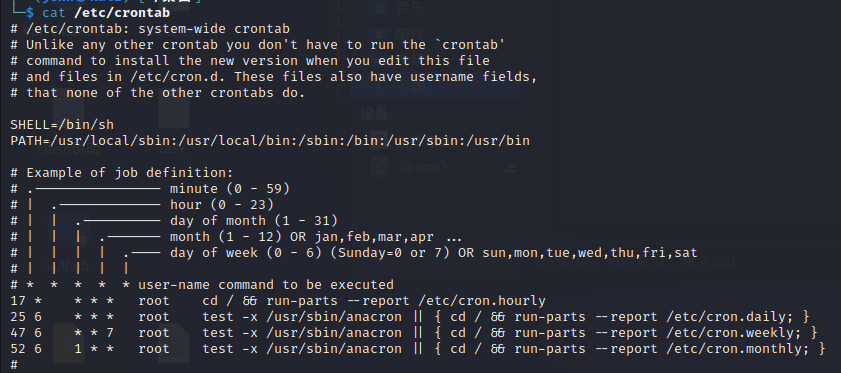 └─$ cat /etc/crontab
# /etc/crontab: system-wide crontab
# Unlike any other crontab you don't have to run the `crontab'
# command to install the new version when you edit this file
# and files in /etc/cron.d. These files also have username fields,
# that none of the other crontabs do.

SHELL=/bin/sh
PATH=/usr/local/sbin:/usr/local/bin:/sbin:/bin:/usr/sbin:/usr/bin

# Example of job definition:
# .---------------- minute (0 - 59)
# |  .------------- hour (0 - 23)
# |  |  .---------- day of month (1 - 31)
# |  |  |  .------- month (1 - 12) OR jan,feb,mar,apr ...
# |  |  |  |  .---- day of week (0 - 6) (Sunday=0 or 7) OR sun,mon,tue,wed,thu,fri,sat
# |  |  |  |  |
# *  *  *  *  * user-name command to be executed
17 *    * * *   root    cd / && run-parts --report /etc/cron.hourly
25 6    * * *   root    test -x /usr/sbin/anacron || { cd / && run-parts --report /etc/cron.daily; }
47 6    * * 7   root    test -x /usr/sbin/anacron || { cd / && run-parts --report /etc/cron.weekly; }
52 6    1 * *   root    test -x /usr/sbin/anacron || { cd / && run-parts --report /etc/cron.monthly; }
#
音乐
设备
cdrom0